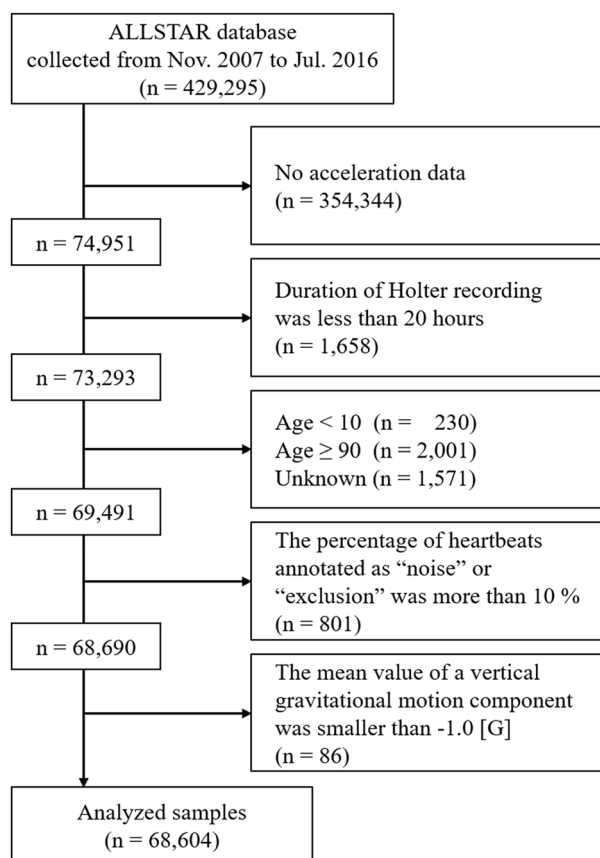 ALLSTAR database
collected from Nov. 2007 to Jul. 2016
(n = 429,295)
No acceleration data
(n = 354,344)
n = 74,951
Duration of Holter recording
was less than 20 hours
(n = 1,658)
n = 73,293
Age < 10 (n = 230)
Age ≥ 90 (n = 2,001)
Unknown (n = 1,571)
n = 69,491
The percentage of heartbeats
annotated as “noise” or
“exclusion” was more than 10 %
(n = 801)
n = 68,690
The mean value of a vertical
gravitational motion component
was smaller than -1.0 [G]
(n = 86)
Analyzed samples
(n = 68,604)